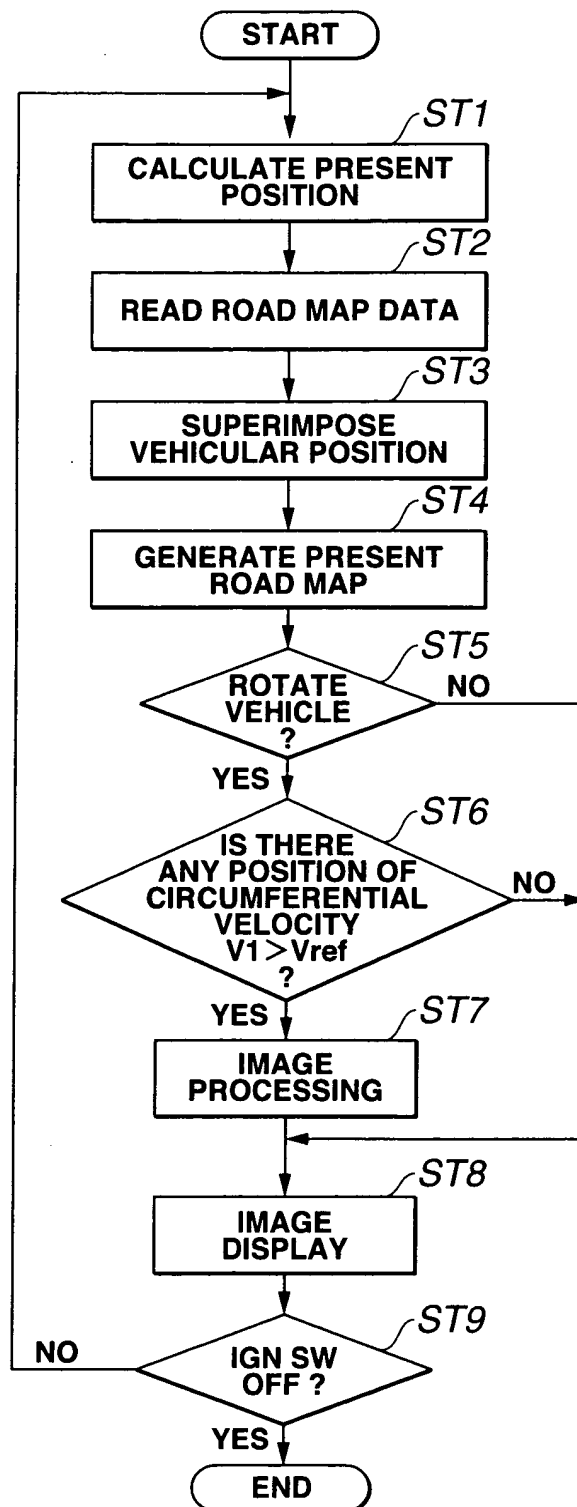 START
ST1
CALCULATE PRESENT
POSITION
ST2
READ ROAD MAP DATA
ST3
SUPERIMPOSE
VEHICULAR POSITION
ST4
GENERATE PRESENT
ROAD MAP
ST5
ROTATE
VEHICLE
?
NO
YES
ST6
IS THERE
ANY POSITION OF
CIRCUMFERENTIAL
VELOCITY
V1>Vref
?
NO
YES
ST7
IMAGE
PROCESSING
ST8
IMAGE
DISPLAY
ST9
IGN SW
OFF ?
NO
YES
END